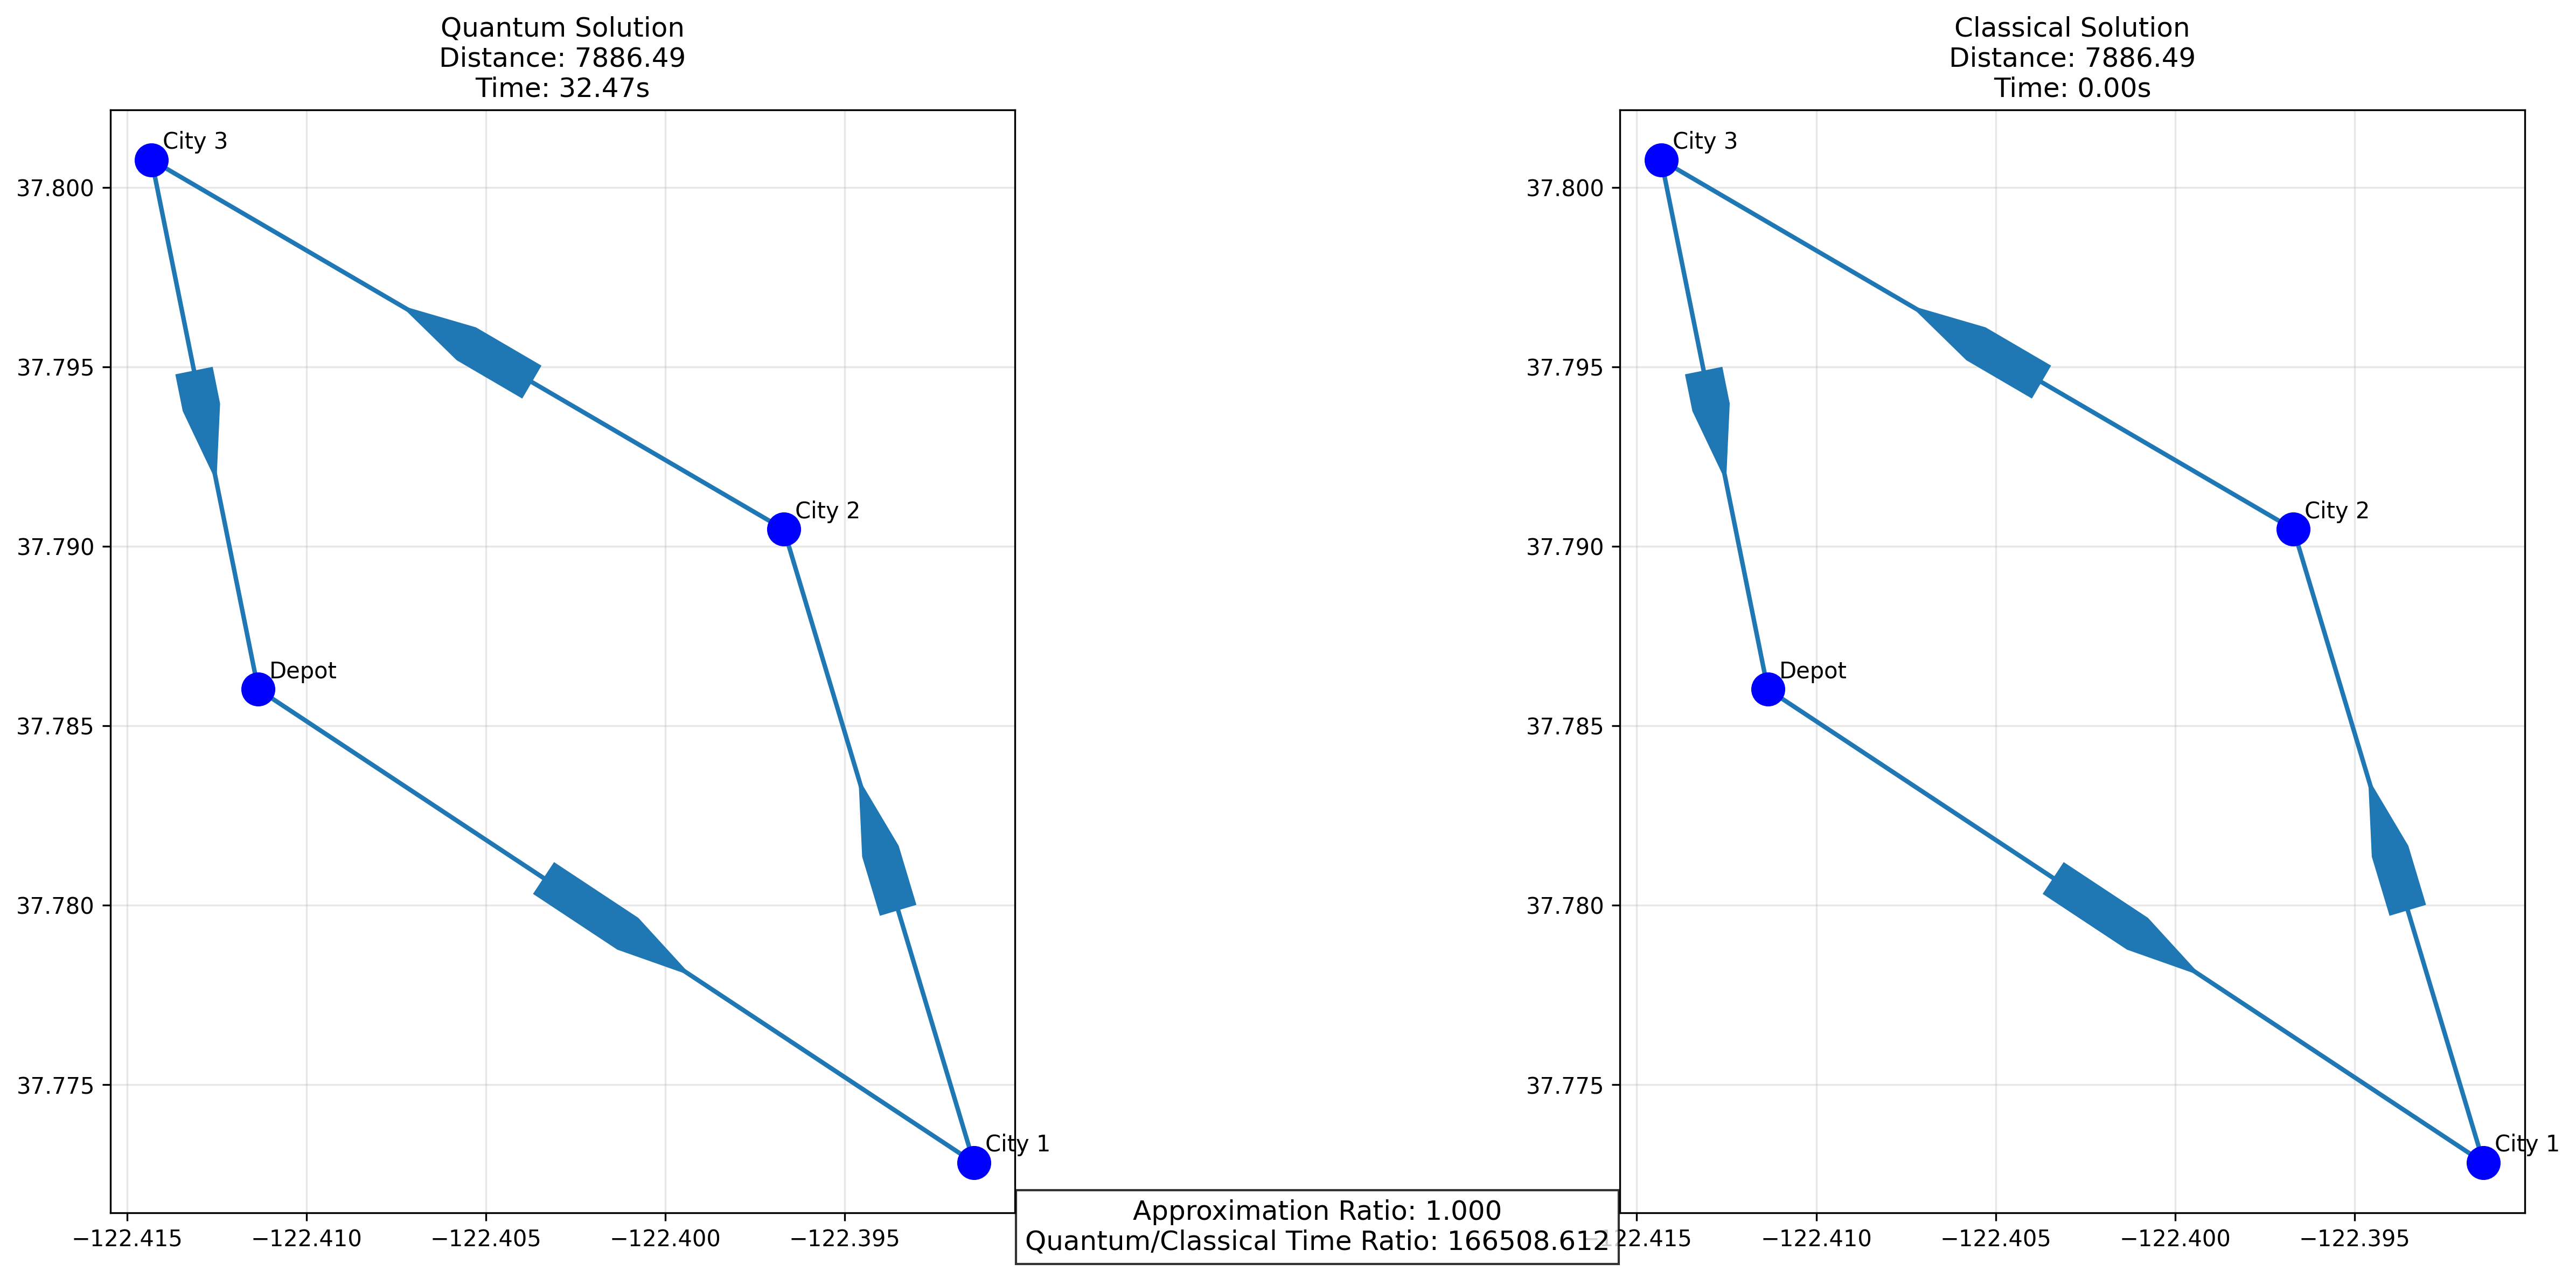 Quantum Solution
Distance: 7886.49
Time: 32.47s
37.800
37.795
37.790
37.785
37.780
37.775
City 3
City 2
Depot
City 1
−122.415
−122.410
−122.405
−122.400
−122.395
Classical Solution
Distance: 7886.49
Time: 0.00s
37.800
37.795
37.790
37.785
37.780
37.775
City 3
City 2
Depot
City 1
−122.415
−122.410
−122.405
−122.400
−122.395
Approximation Ratio: 1.000
Quantum/Classical Time Ratio: 166508.612